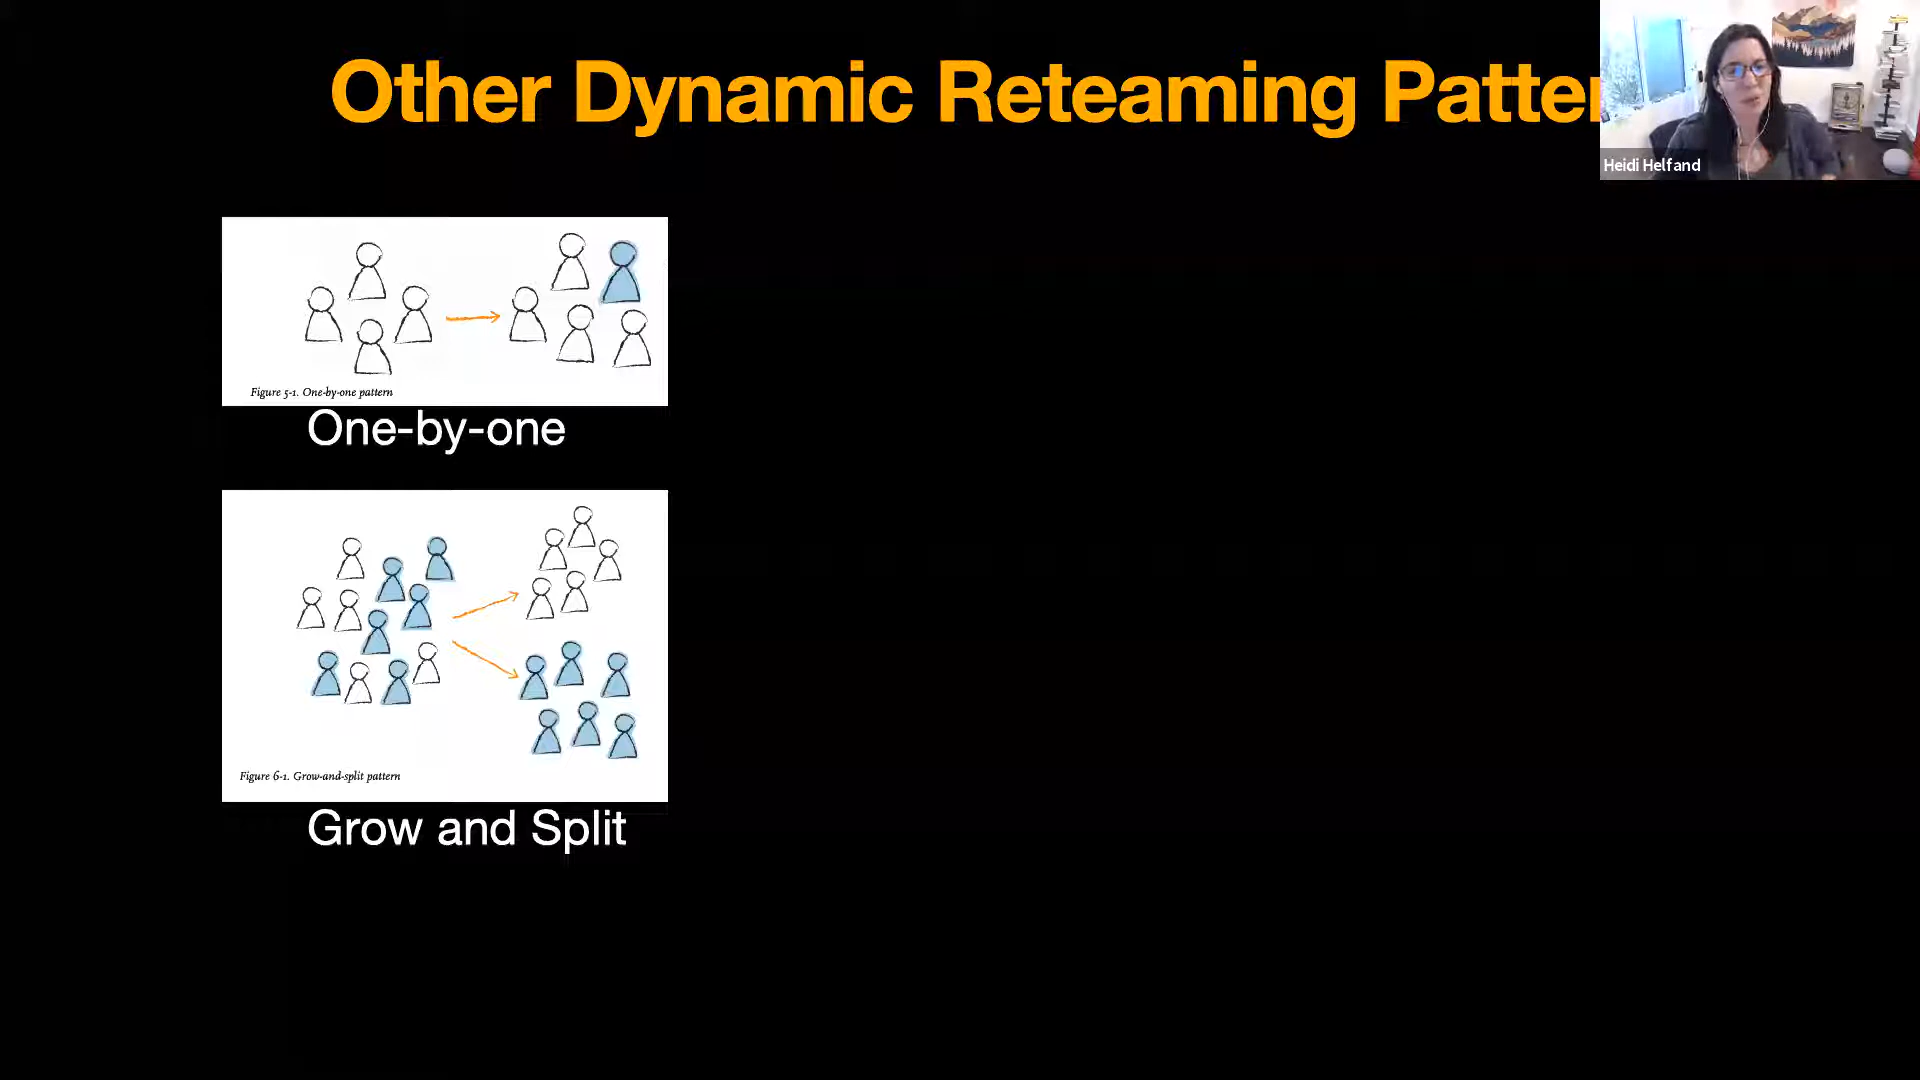 Other Dynamic Reteaming Patter
Heidi Helfand
Figure 5-1. One-by-one pattern
One-by-one
Figure 6-1. Grow-and-split pattern
Grow and Split